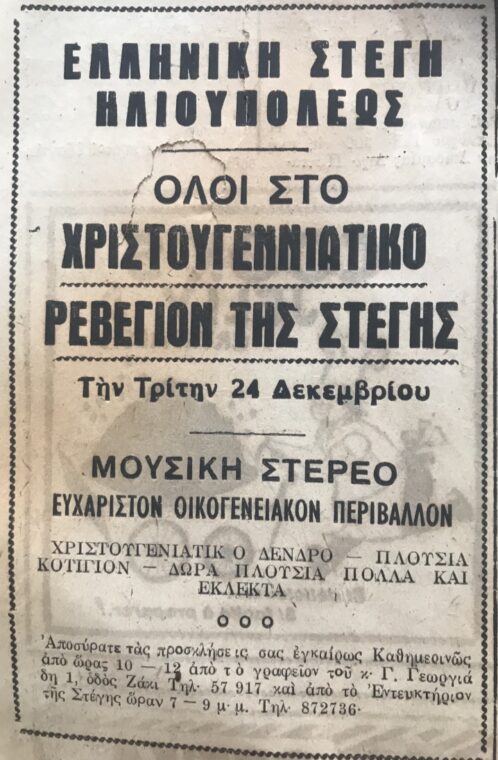 ΕΛΛΗΝΙΚΗ ΣΤΕΓΗ
ΗΛΙΟΥΠΟΛΕΩΣ
ΟΛΟΙ ΣΤΟ
ΧΡΙΣΤΟΥΓΕΝΝΙΑΤΙΚΟ
ΡΕΒΕΓΙΟΝ ΤΗΣ ΣΤΕΓΗΣ
Τὴν Τρίτην 24 Δεκεμβρίου
ΜΟΥΣΙΚΗ ΣΤΕΡΕΟ
ΕΥΧΑΡΙΣΤΟΝ ΟΙΚΟΓΕΝΕΙΑΚΟΝ ΠΕΡΙΒΑΛΛΟΝ
ΧΡΙΣΤΟΥΓΕΝΙΑΤΙΚ Ο ΔΕΝΔΡΟ — ΠΛΟΥΣΙΑ
ΚΟΤΙΓΙΟΝ — ΔΩΡΑ ΠΛΟΥΣΙΑ ΠΟΛΛΑ ΚΑΙ
ΕΚΛΕΚΤΑ
Ἀποσύρατε τὰς προσκλήσεις σας ἐγκαίρως Καθημερινῶς
ἀπὸ ὥρας 10 — 12 ἀπὸ τὸ γραφεῖον τοῦ κ· Γ. Γεωργιά
δη 1, ὁδὸς Ζάκι Τηλ· 57 917 καὶ ἀπὸ τὸ Ἐντευκτήριον
τῆς Στέγης ὥραν 7 — 9 μ. μ. Τηλ· 872736·